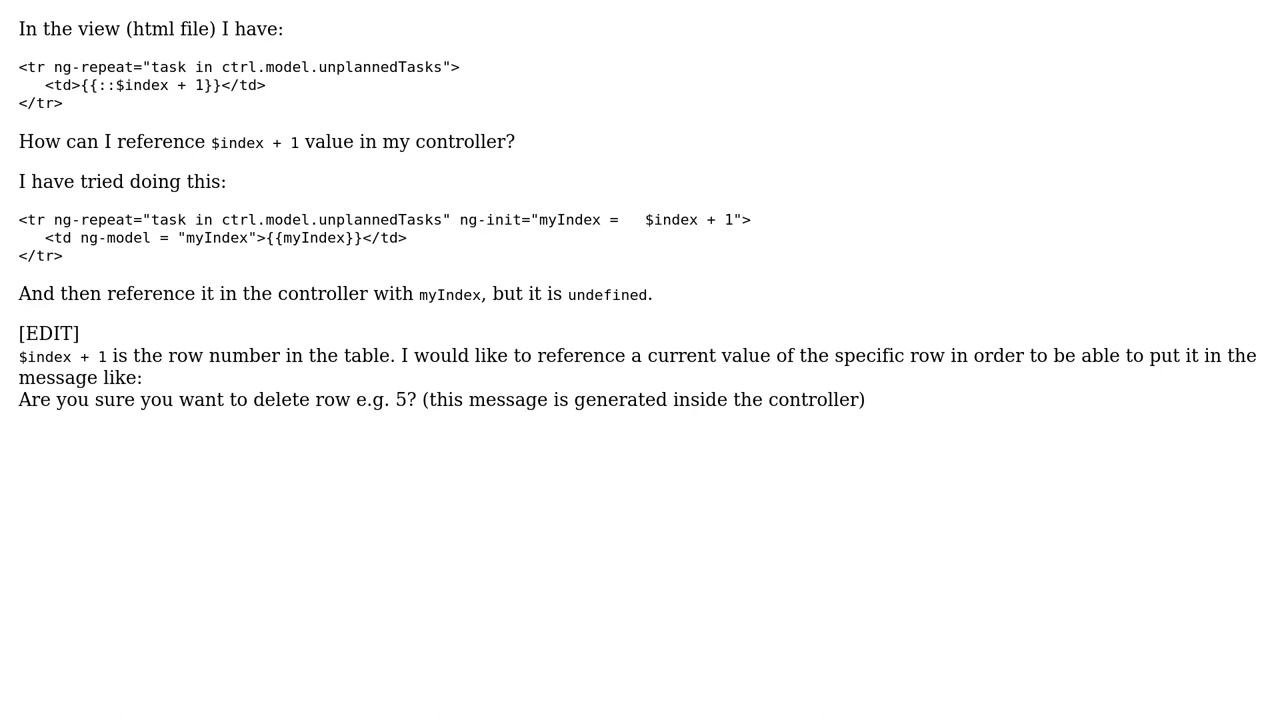 In the view (html file) I have:
<tr ng-repeat="task in ctrl.model.unplannedTasks">
   <td>{{::$index + 1}}</td>
</tr>
How can I reference $index + 1 value in my controller?
I have tried doing this:
<tr ng-repeat="task in ctrl.model.unplannedTasks" ng-init="myIndex =   $index + 1">
   <td ng-model = "myIndex">{{myIndex}}</td>
</tr>
And then reference it in the controller with myIndex, but it is undefined.
[EDIT]
$index + 1 is the row number in the table. I would like to reference a current value of the specific row in order to be able to put it in the
message like:
Are you sure you want to delete row e.g. 5? (this message is generated inside the controller)